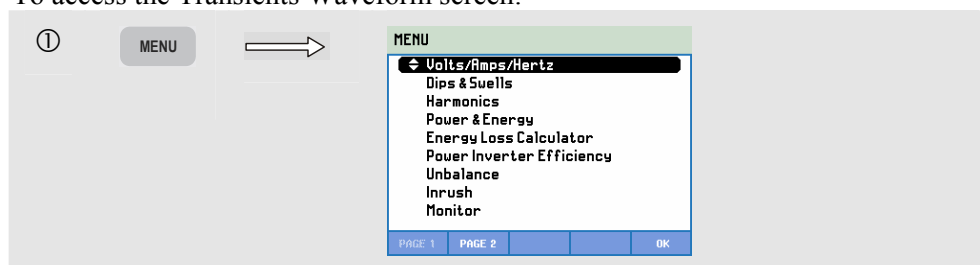 To access the Transients Waveform screen:
①
MENU
MENU
Volts/Amps/Hertz
Dips & Swells
Harmonics
Power & Energy
Energy Loss Calculator
Power Inverter Efficiency
Unbalance
Inrush
Monitor
PAGE 1 PAGE 2 OK